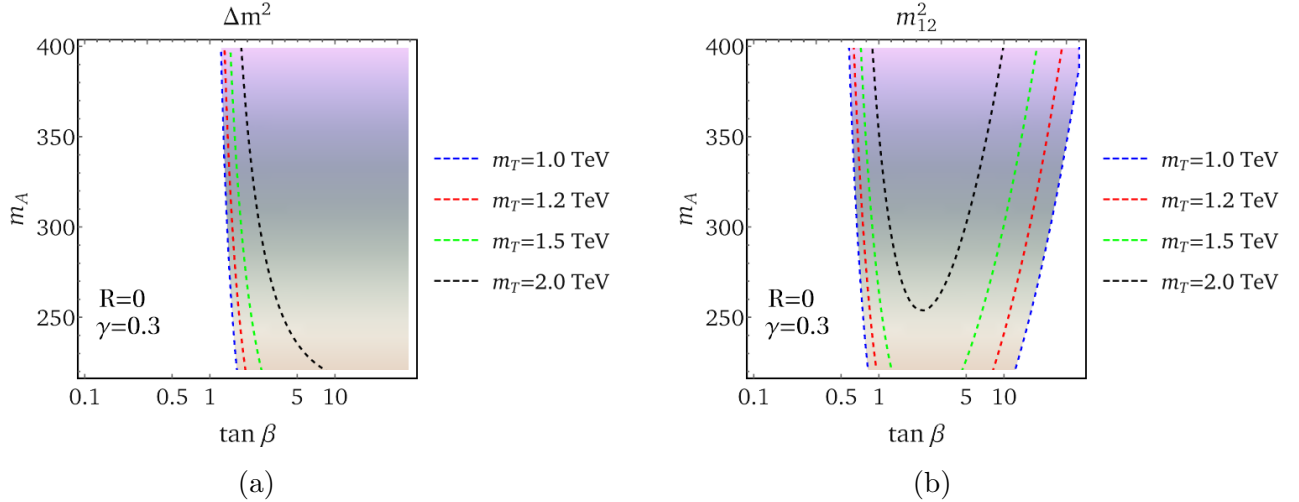 Δm²
400
350
300
250
m_A
R=0
γ=0.3
0.1 0.5 1 5 10
tan β
m_T=1.0 TeV
m_T=1.2 TeV
m_T=1.5 TeV
m_T=2.0 TeV
(a)
m²₁₂
400
350
300
250
m_A
R=0
γ=0.3
0.1 0.5 1 5 10
tan β
m_T=1.0 TeV
m_T=1.2 TeV
m_T=1.5 TeV
m_T=2.0 TeV
(b)